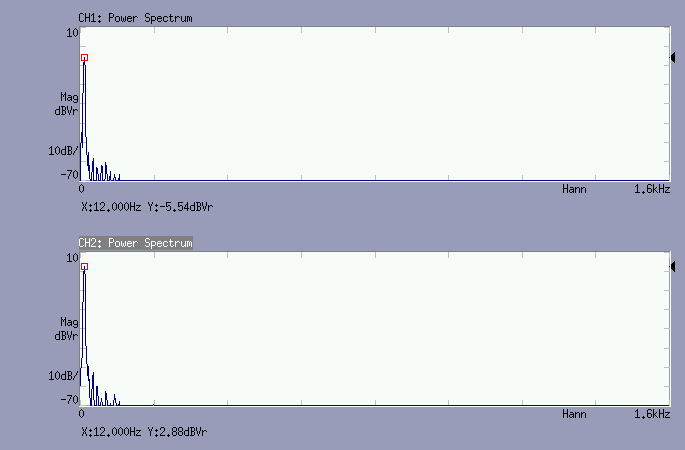 CH1: Power Spectrum
10
Mag
dBVr
10dB/
-70
0 Hann 1.6kHz
X:12.000Hz Y:-5.54dBVr
CH2: Power Spectrum
10
Mag
dBVr
10dB/
-70
0 Hann 1.6kHz
X:12.000Hz Y:2.88dBVr